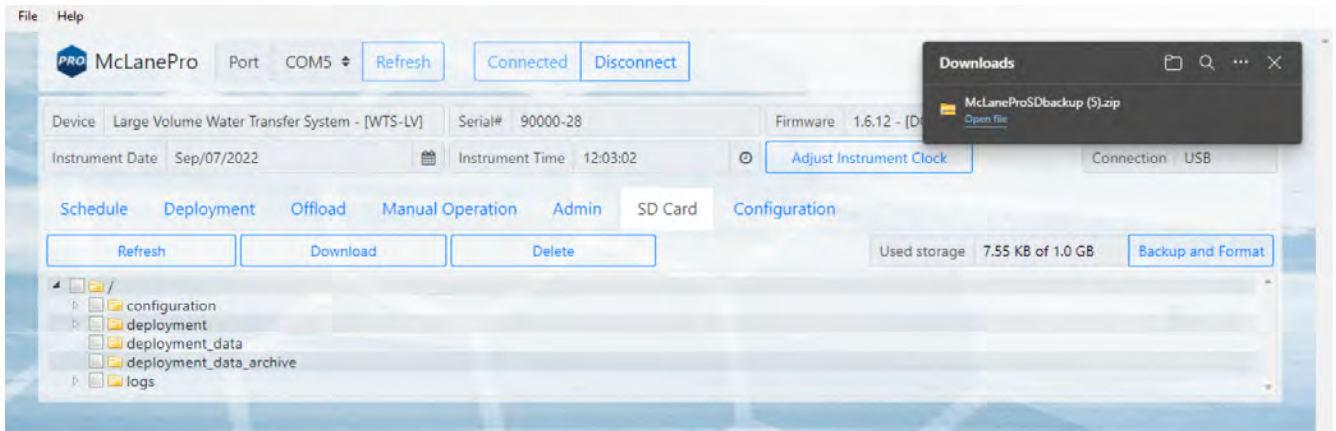 File Help
PRO McLanePro Port COM5 Refresh Connected Disconnect
Downloads
McLaneProSDbackup (5).zip
Open file
Device Large Volume Water Transfer System - [WTS-LV] Serial# 90000-28 Firmware 1.6.12
Instrument Date Sep/07/2022 Instrument Time 12:03:02 Adjust Instrument Clock Connection USB
Schedule Deployment Offload Manual Operation Admin SD Card Configuration
Refresh Download Delete Used storage 7.55 KB of 1.0 GB Backup and Format
/
configuration
deployment
deployment_data
deployment_data_archive
logs